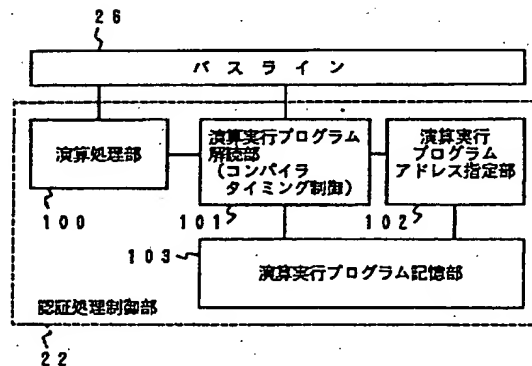 26
バスライン
演算処理部
演算実行プログラム
解読部
(コンパイラ
タイミング制御)
演算実行
プログラム
アドレス指定部
100
101
102
103
演算実行プログラム記憶部
認証処理制御部
22